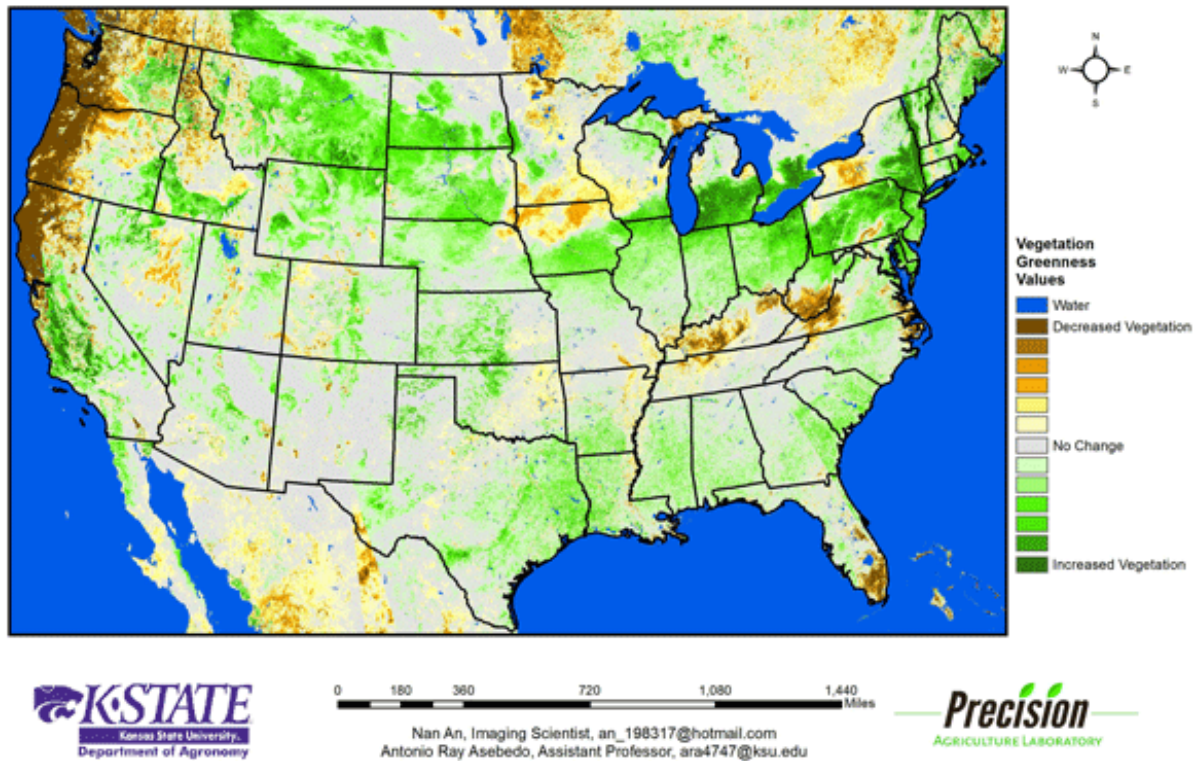 N
W
E
S
Vegetation
Greenness
Values
Water
Decreased Vegetation
No Change
Increased Vegetation
K-STATE
Kansas State University
Department of Agronomy
0 180 360 720 1,080 1,440
Miles
Nan An, Imaging Scientist, an_198317@hotmail.com
Antonio Ray Asebedo, Assistant Professor, ara4747@ksu.edu
Precision
AGRICULTURE LABORATORY